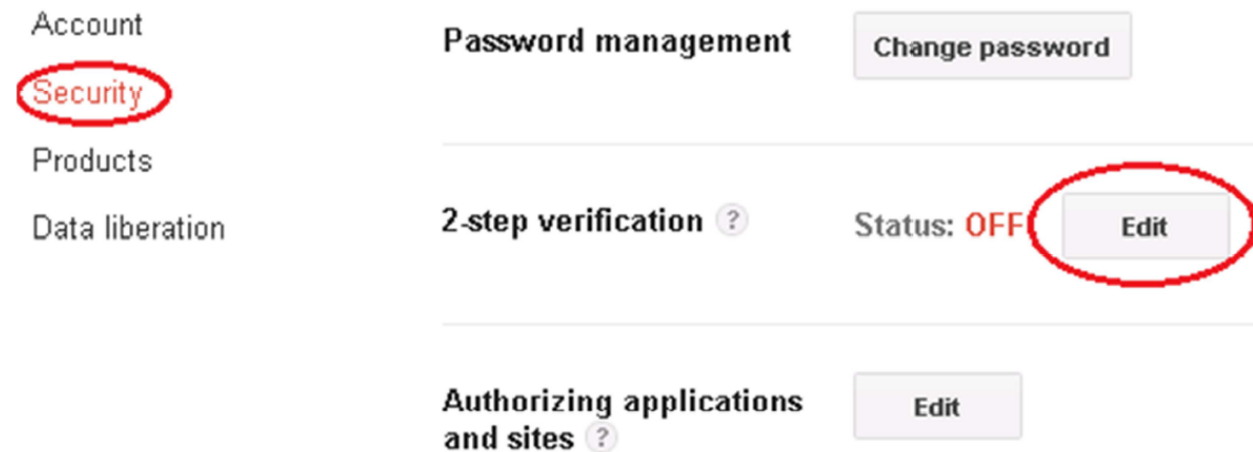 Account
Security
Products
Data liberation
Password management
Change password
2-step verification ?
Status: OFF
Edit
Authorizing applications
and sites ?
Edit